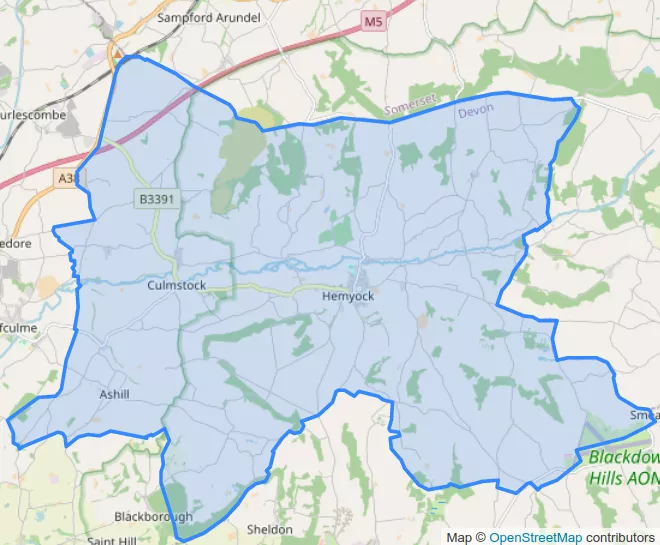 Sampford Arundel
M5
urlescombe
Somerset
Devon
A38
B3391
edore
Culmstock
Hemyock
fculme
Ashill
Smea
Blackdow
Hills AON
Blackborough
Sheldon
Saint Hill
Map © OpenStreetMap contributors